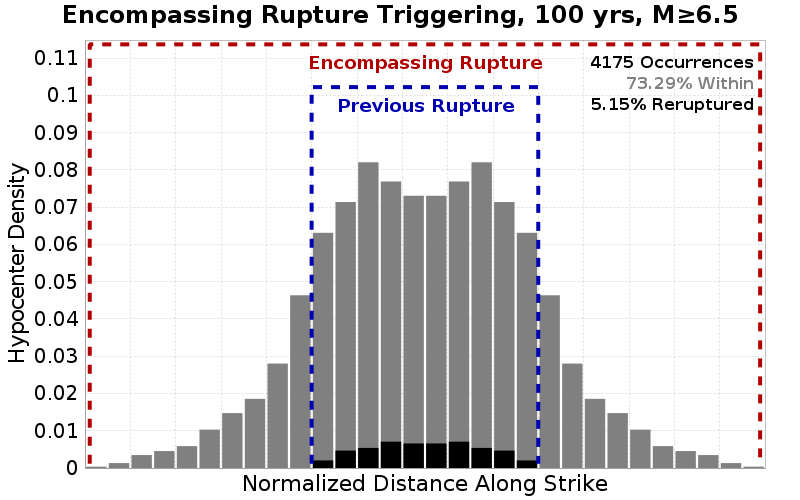 Encompassing Rupture Triggering, 100 yrs, M≥6.5
Encompassing Rupture
4175 Occurrences
73.29% Within
Previous Rupture
5.15% Reruptured
Hypocenter Density
0.11
0.1
0.09
0.08
0.07
0.06
0.05
0.04
0.03
0.02
0.01
0
Normalized Distance Along Strike